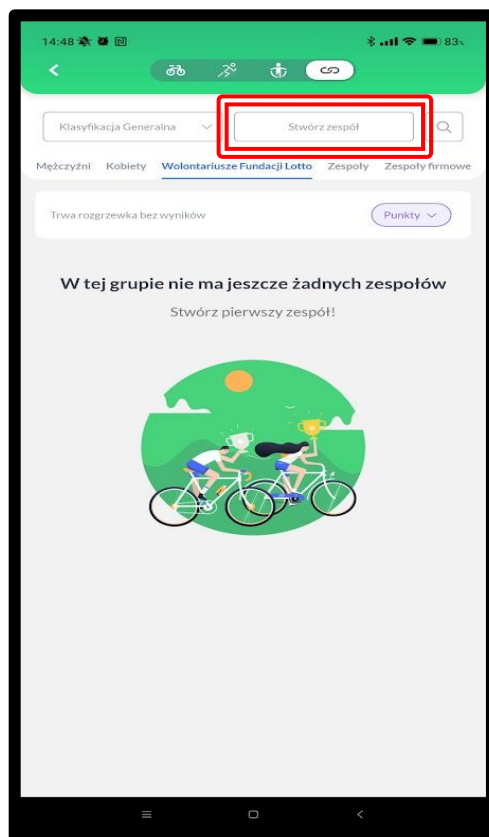 14:48 83%
Klasyfikacja Generalna Stwórz zespół
Mężczyźni Kobiety Wolontariusze Fundacji Lotto Zespoły Zespoły firmowe
Trwa rozgrzewka bez wyników Punkty
W tej grupie nie ma jeszcze żadnych zespołów
Stwórz pierwszy zespół!